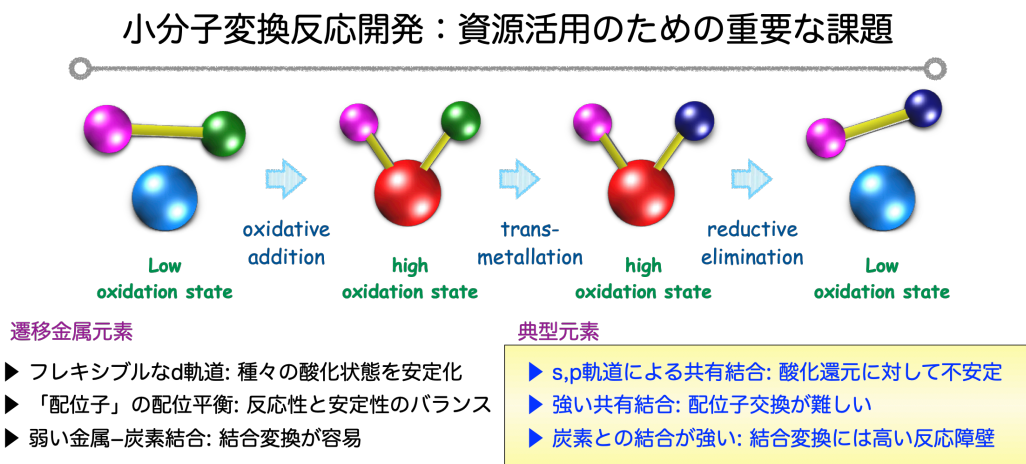 小分子変換反応開発：資源活用のための重要な課題
oxidative
addition
trans-
metallation
reductive
elimination
Low
oxidation state
high
oxidation state
high
oxidation state
Low
oxidation state
遷移金属元素
▶ フレキシブルなd軌道: 種々の酸化状態を安定化
▶ 「配位子」の配位平衡: 反応性と安定性のバランス
▶ 弱い金属–炭素結合: 結合変換が容易
典型元素
▶ s,p軌道による共有結合: 酸化還元に対して不安定
▶ 強い共有結合: 配位子交換が難しい
▶ 炭素との結合が強い: 結合変換には高い反応障壁